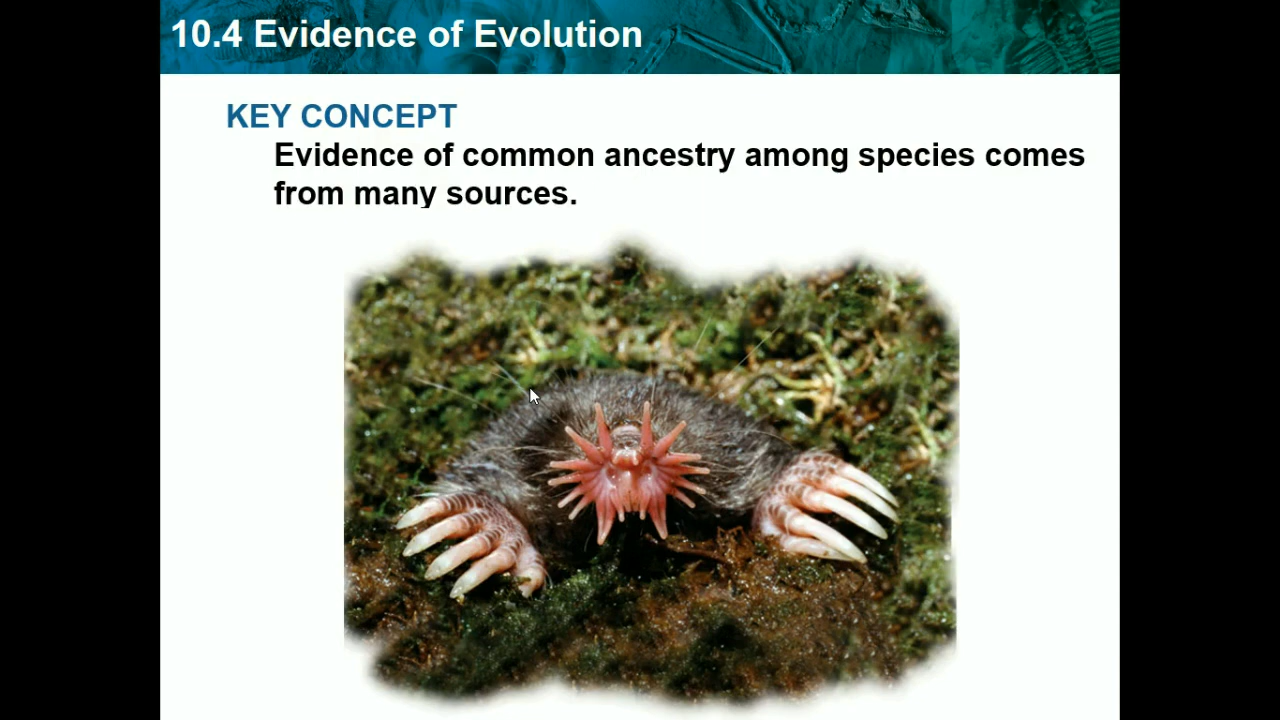 10.4 Evidence of Evolution
KEY CONCEPT
Evidence of common ancestry among species comes
from many sources.